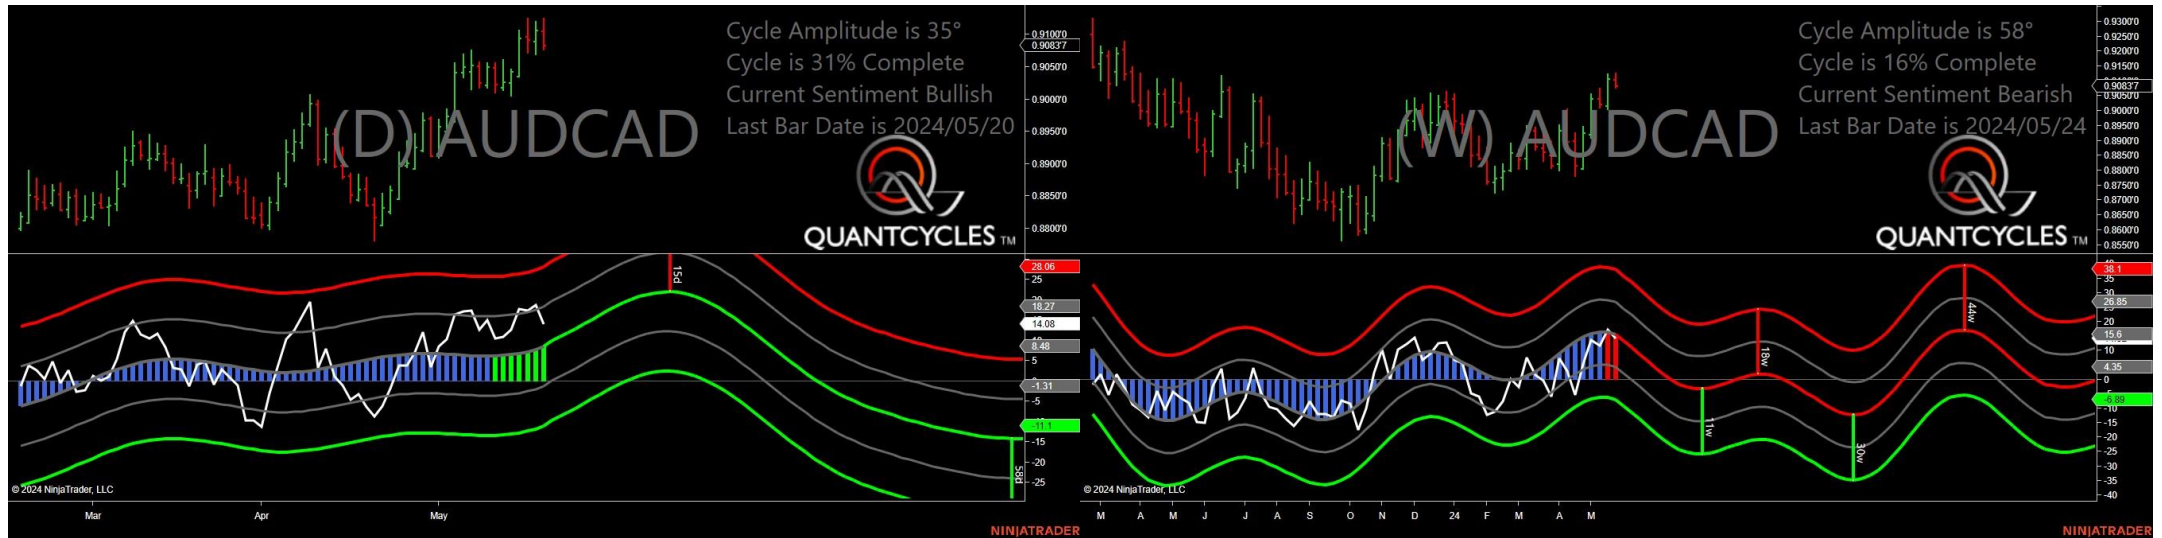 Cycle Amplitude is 35°
Cycle is 31% Complete
Current Sentiment Bullish
Last Bar Date is 2024/05/20
(D) AUDCAD
QUANTCYCLES TM
0.9100'0
0.9083'7
0.9050'0
0.9000'0
0.8950'0
0.8900'0
0.8850'0
0.8800'0
15d
58d
28.06
25
18.27
14.08
8.48
5
-1.31
-5
-11.1
-15
-20
-25
© 2024 NinjaTrader, LLC
Mar Apr May
NINJATRADER
Cycle Amplitude is 58°
Cycle is 16% Complete
Current Sentiment Bearish
Last Bar Date is 2024/05/24
(W) AUDCAD
QUANTCYCLES TM
0.9300'0
0.9250'0
0.9200'0
0.9150'0
0.9083'7
0.9050'0
0.9000'0
0.8950'0
0.8900'0
0.8850'0
0.8800'0
0.8750'0
0.8700'0
0.8650'0
0.8600'0
0.8550'0
11w
18w
30w
44w
38.1
35
30
26.85
20
15.6
10
4.35
0
-6.89
-10
-15
-20
-25
-30
-35
-40
© 2024 NinjaTrader, LLC
M A M J J A S O N D 24 F M A M
NINJATRADER